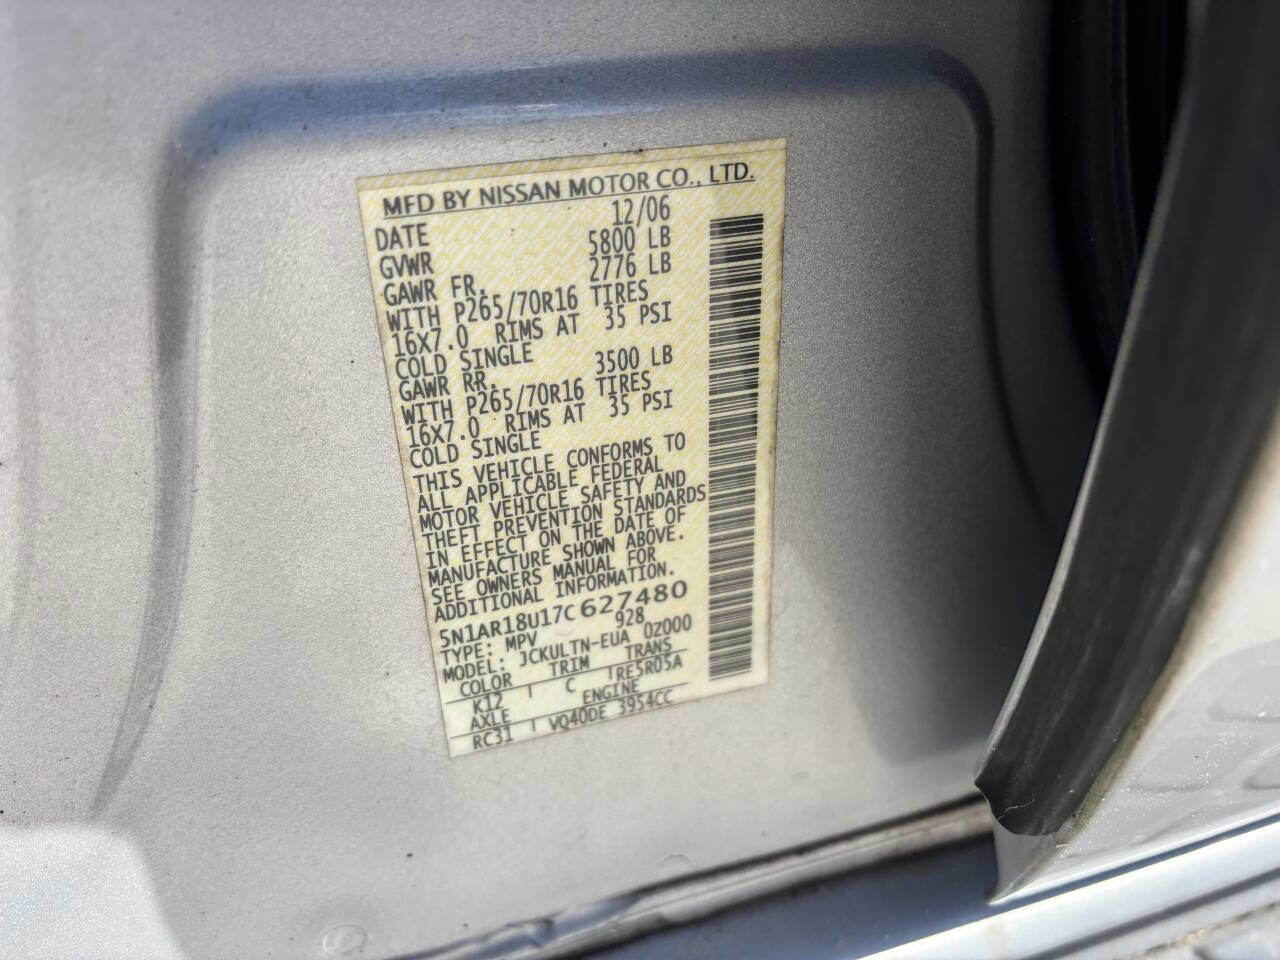 MFD BY NISSAN MOTOR CO., LTD.
DATE 12/06
GVWR 5800 LB
GAWR FR. 2776 LB
WITH P265/70R16 TIRES
16X7.0 RIMS AT 35 PSI
COLD SINGLE
GAWR RR. 3500 LB
WITH P265/70R16 TIRES
16X7.0 RIMS AT 35 PSI
COLD SINGLE
THIS VEHICLE CONFORMS TO
ALL APPLICABLE FEDERAL
MOTOR VEHICLE SAFETY AND
THEFT PREVENTION STANDARDS
IN EFFECT ON THE DATE OF
MANUFACTURE SHOWN ABOVE.
SEE OWNERS MANUAL FOR
ADDITIONAL INFORMATION.
5N1AR18U17C627480
TYPE: MPV 928
MODEL: JCKULTN-EUA 0Z000
COLOR TRIM TRANS
K12 C RE5R05A
AXLE ENGINE
RC31 VQ40DE 3954CC